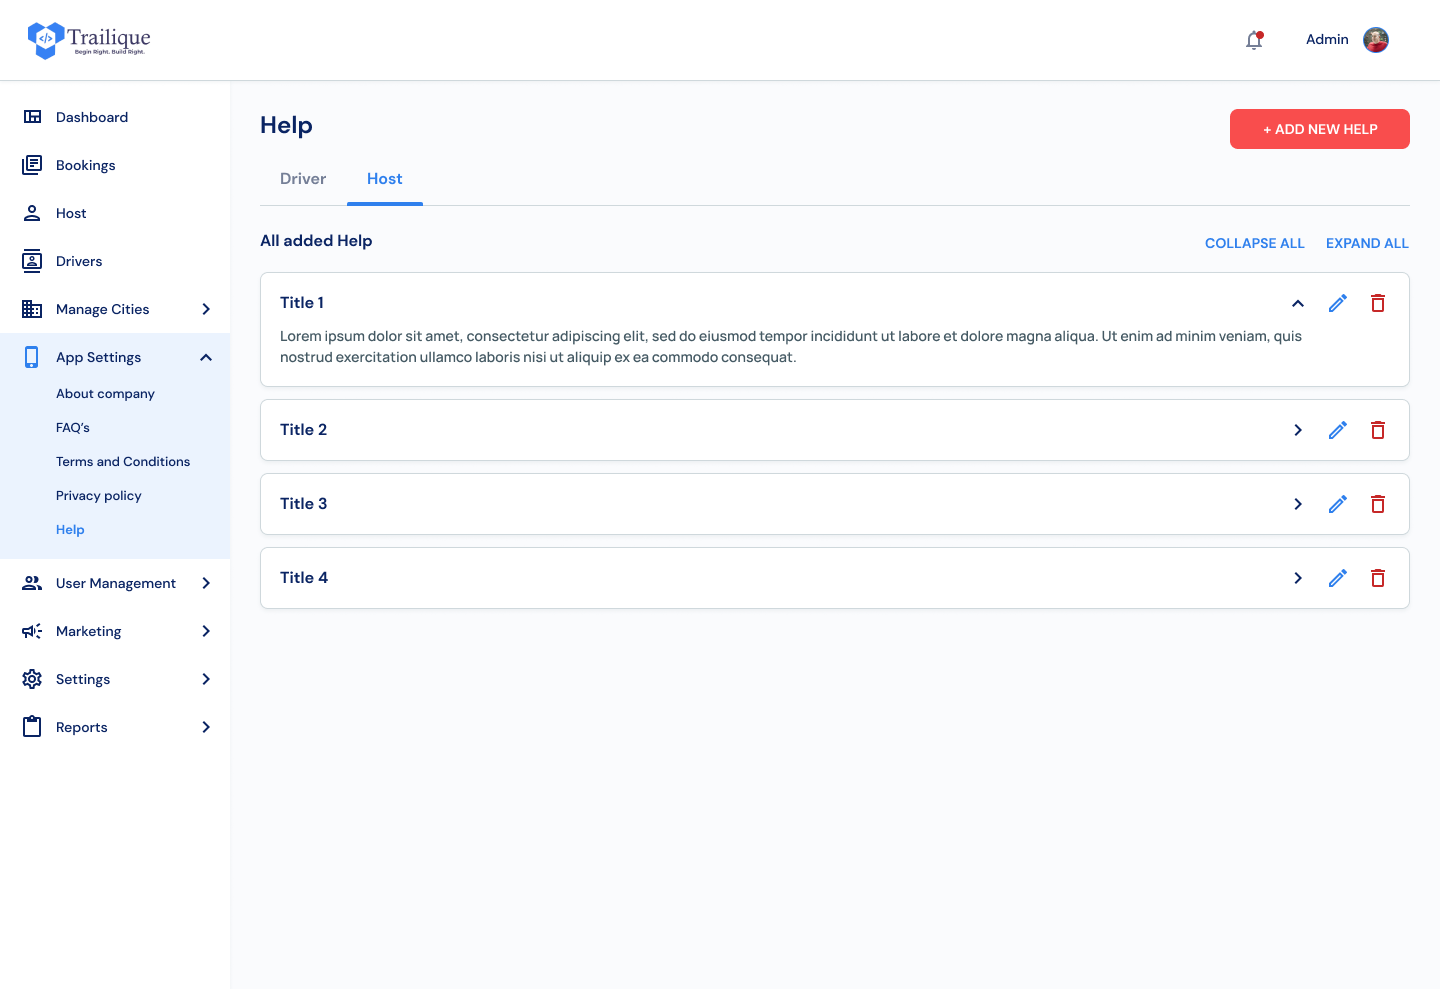 Trailique
Begin Right. Build Right.
Admin
Dashboard
Bookings
Host
Drivers
Manage Cities
App Settings
About company
FAQ's
Terms and Conditions
Privacy policy
Help
User Management
Marketing
Settings
Reports
Help
+ ADD NEW HELP
Driver
Host
All added Help
COLLAPSE ALL
EXPAND ALL
Title 1
Lorem ipsum dolor sit amet, consectetur adipiscing elit, sed do eiusmod tempor incididunt ut labore et dolore magna aliqua. Ut enim ad minim veniam, quis
nostrud exercitation ullamco laboris nisi ut aliquip ex ea commodo consequat.
Title 2
Title 3
Title 4